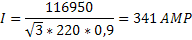 I = 116950 / √3 * 220 * 0,9 = 341 AMP